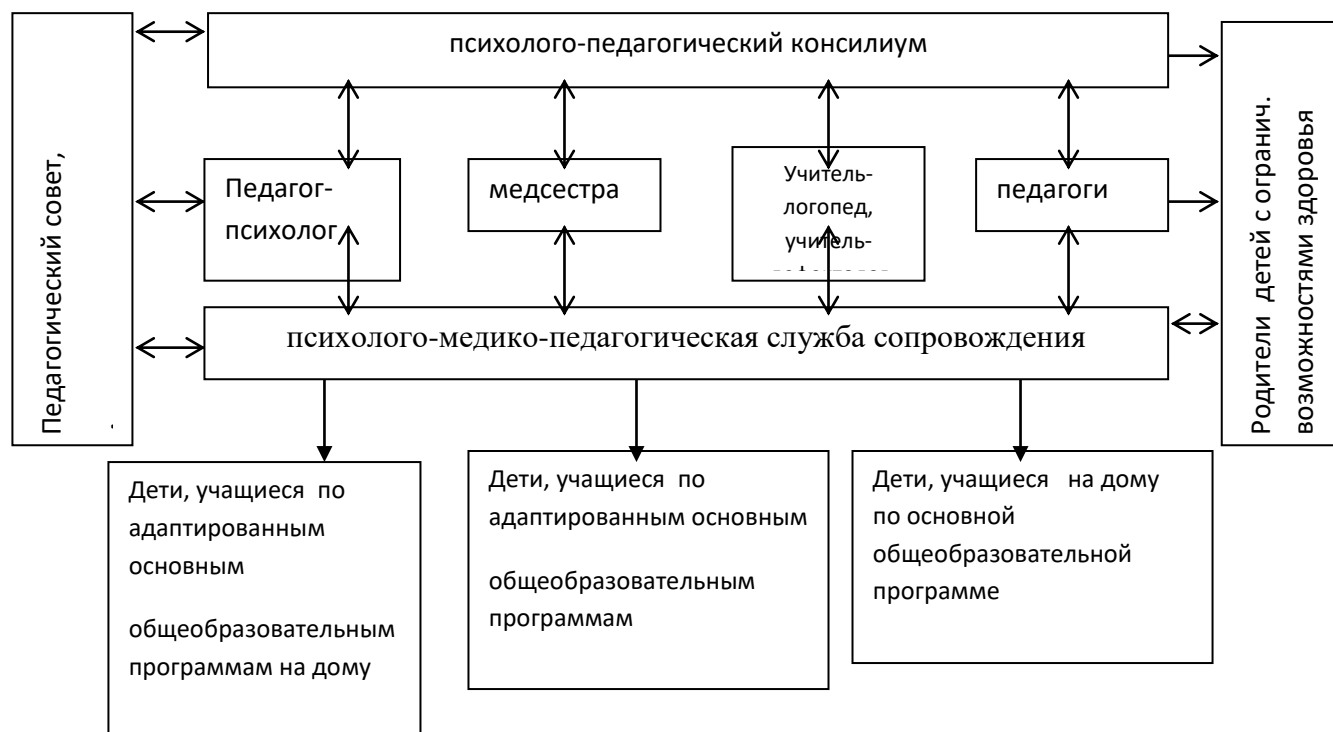 психолого-педагогический консилиум
Педагогический совет,
Педагог-
психолог
медсестра
Учитель-
логопед,
учитель-
педагоги
Родители детей с огранич.
возможностями здоровья
психолого-медико-педагогическая служба сопровождения
Дети, учащиеся по
адаптированным
основным
общеобразовательным
программам на дому
Дети, учащиеся по
адаптированным основным
общеобразовательным
программам
Дети, учащиеся на дому
по основной
общеобразовательной
программе